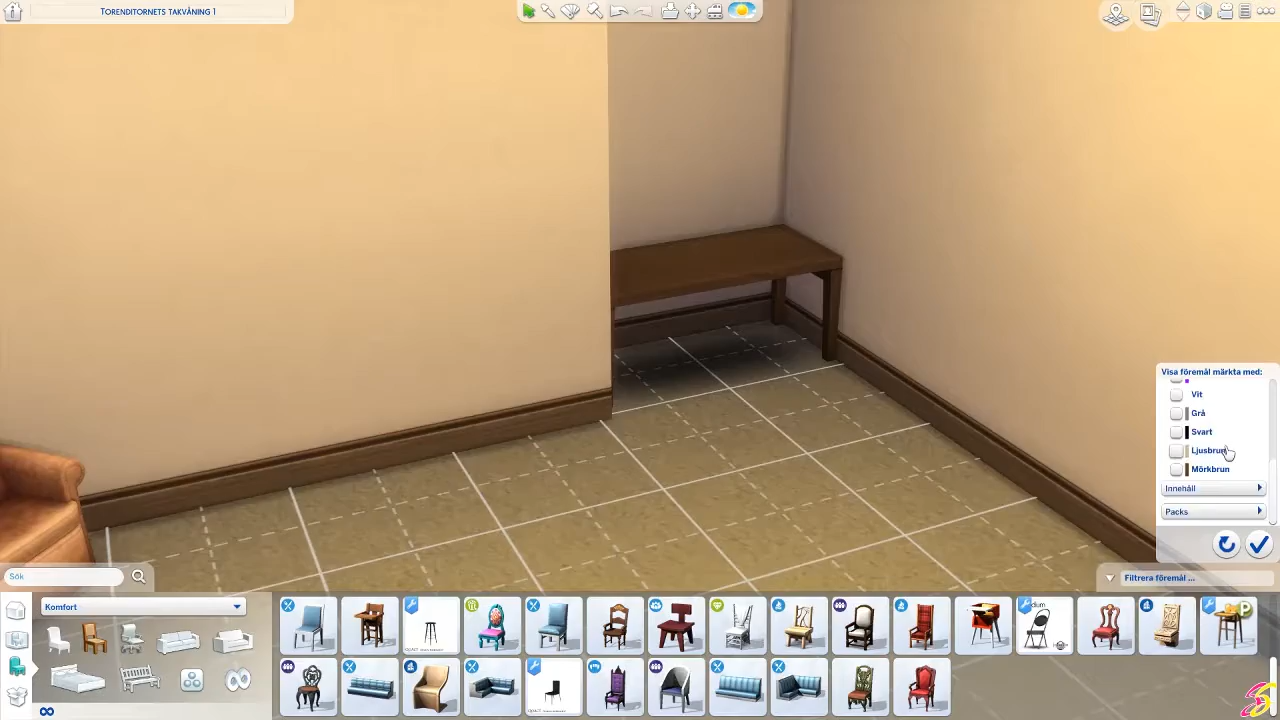 TORENDITORNETS TAKVÅNING 1
Visa föremål märkta med:
Vit
Grå
Svart
Ljusbrun
Mörkbrun
Innehåll
Packs
Sök
Filtrera föremål ...
Komfort